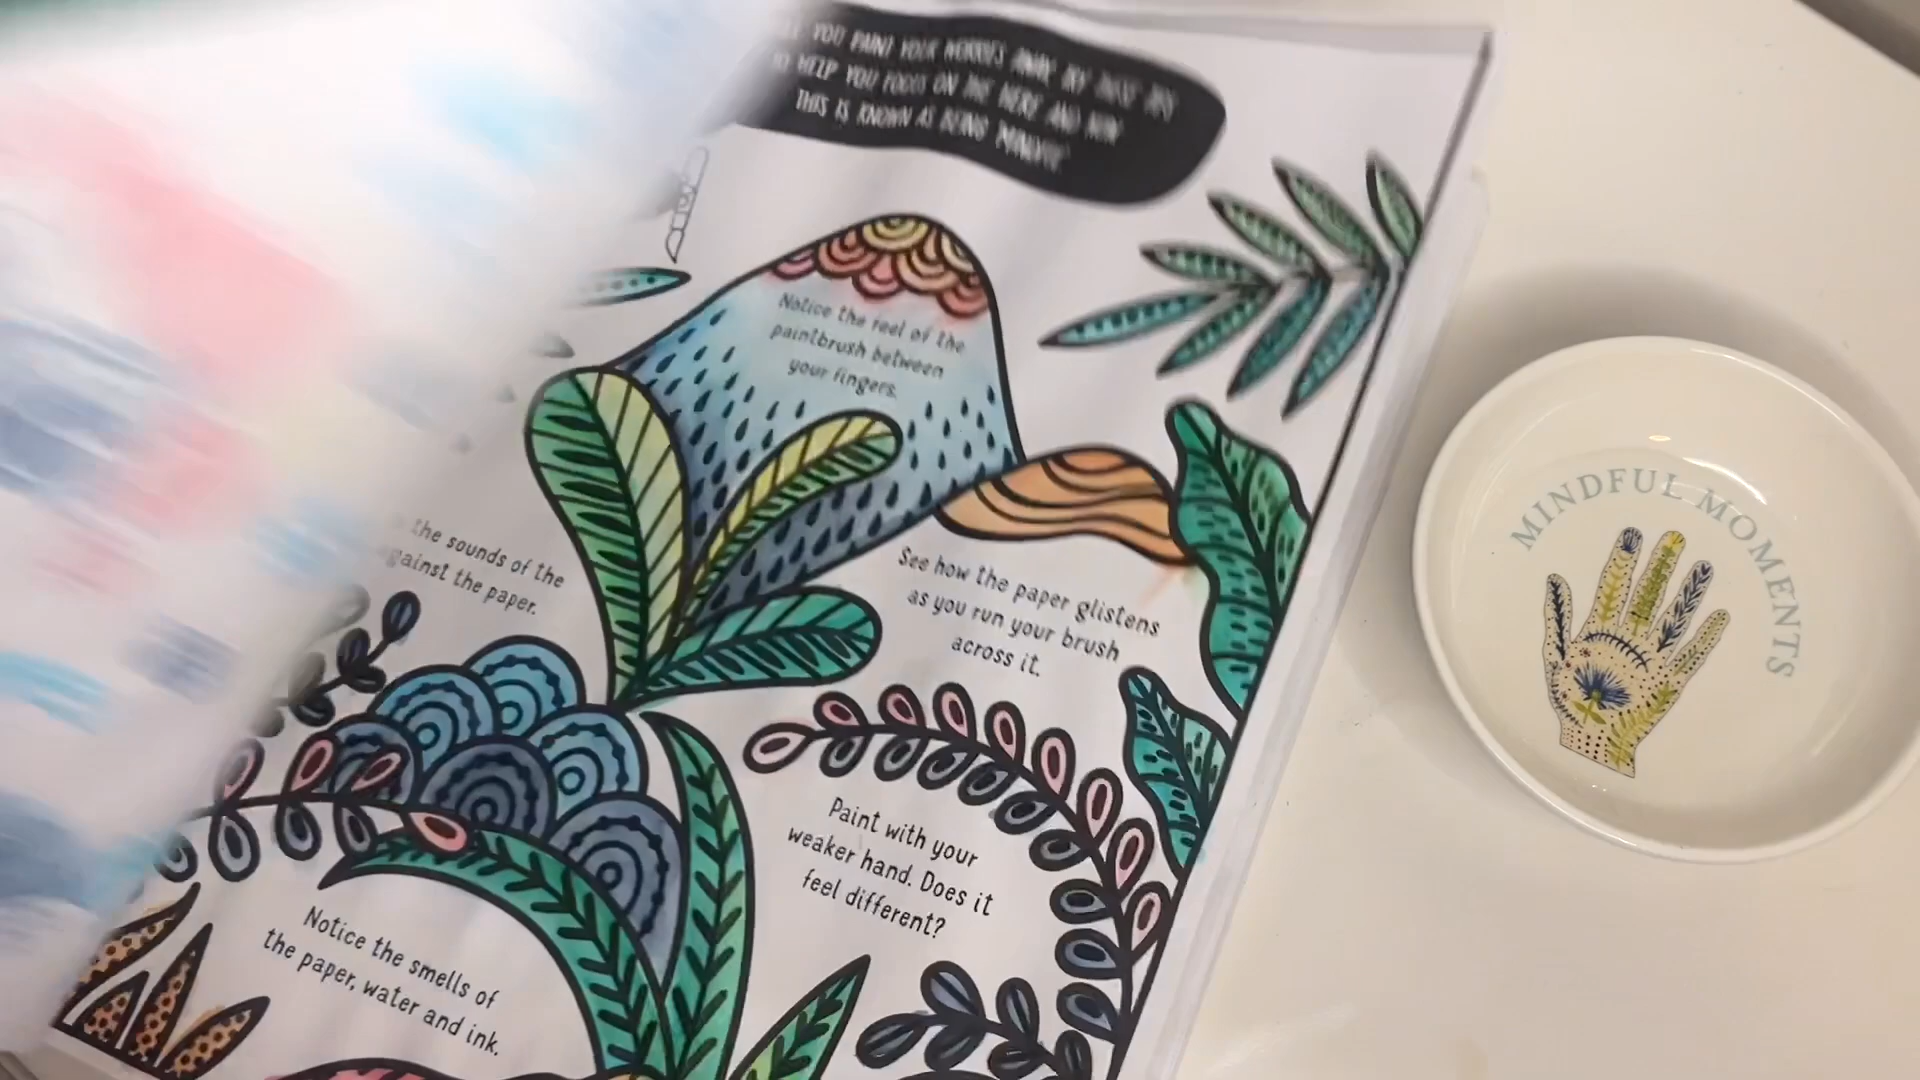 YOU PAINT YOUR WORRIES AWAY, TRY THESE TIPS
TO HELP YOU FOCUS ON THE HERE AND NOW
THIS IS KNOWN AS BEING 'MINDFUL'
Notice the feel of the
paintbrush between
your fingers.
the sounds of the
against the paper.
See how the paper glistens
as you run your brush
across it.
Paint with your
weaker hand. Does it
feel different?
Notice the smells of
the paper, water and ink.
MINDFUL MOMENTS